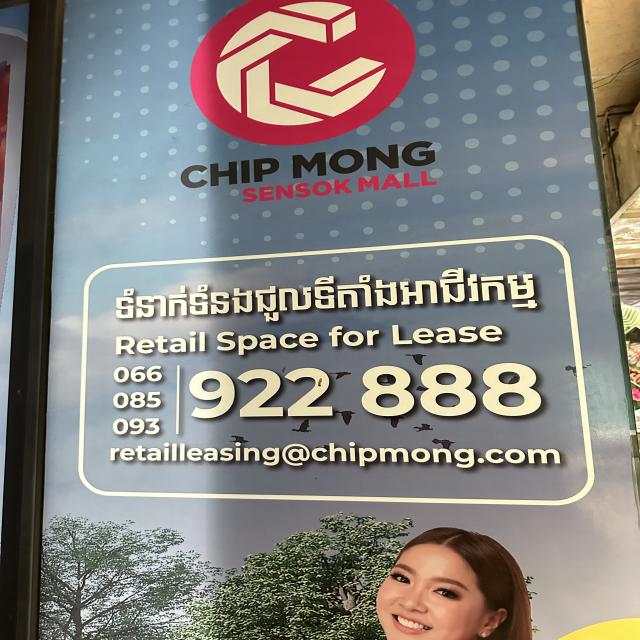 CHIP MONG
SENSOK MALL
ទំនាក់ទំនងជួលទីតាំងអាជីវកម្ម
Retail Space for Lease
066
085
093
922 888
retailleasing@chipmong.com